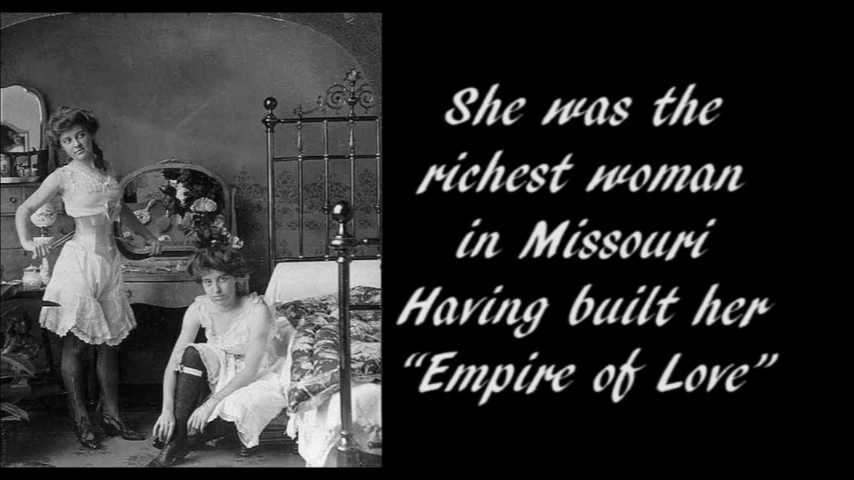 She was the
richest woman
in Missouri
Having built her
“Empire of Love”